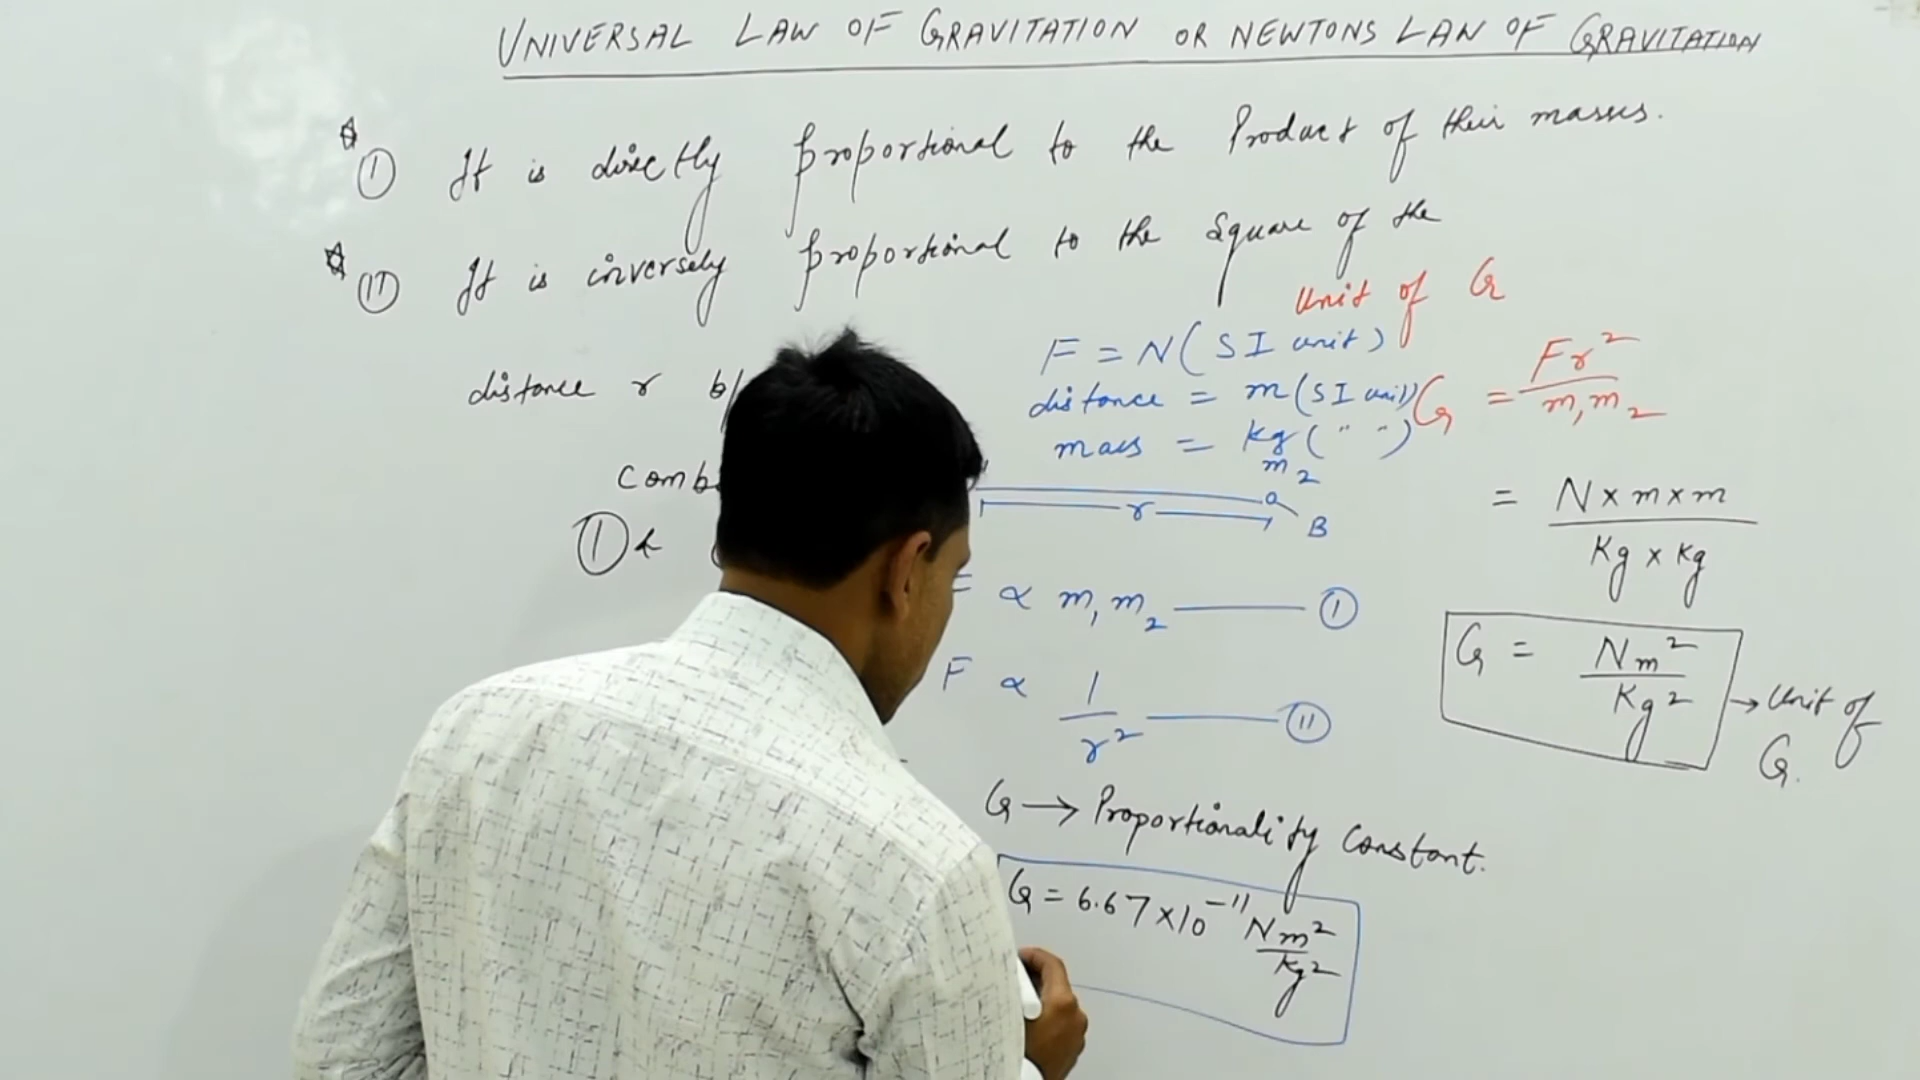 UNIVERSAL LAW OF GRAVITATION OR NEWTONS LAW OF GRAVITATION
I It is directly proportional to the Product of their masses.
II It is inversely proportional to the Square of the
distance r b/
Comb
I &
Unit of G
F = N (SI unit)
distance = m (SI unit)
mass = kg (" ")
G = Fr² / m₁m₂
m₂
r
B
= N × m × m / Kg × Kg
F ∝ m₁m₂ — I
F ∝ 1 / r² — II
G = Nm² / Kg² → Unit of G.
G → Proportionality Constant.
G = 6.67 × 10⁻¹¹ Nm² / Kg²